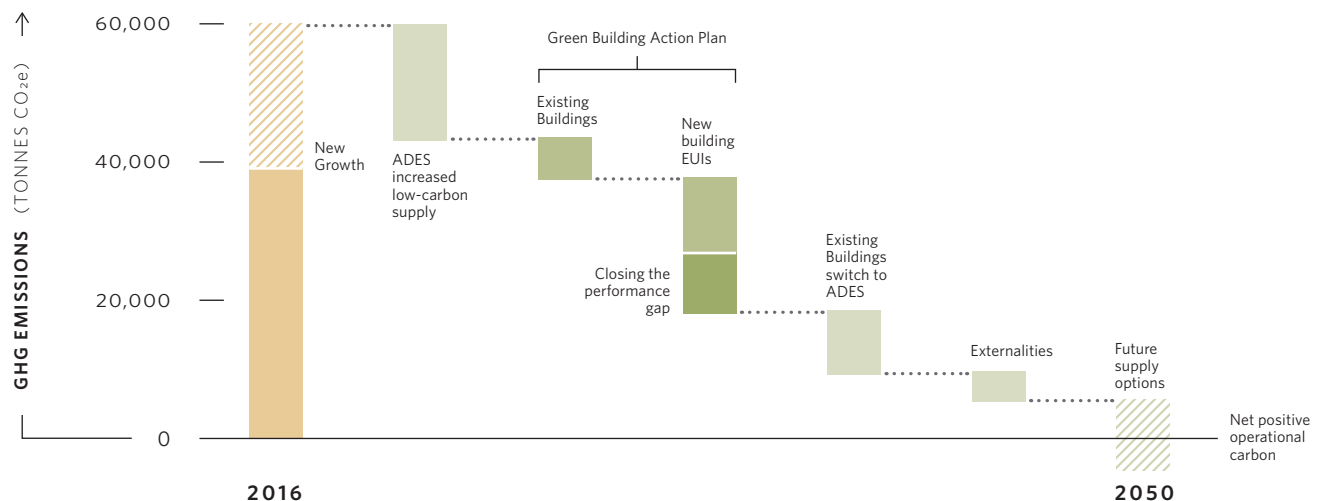 GHG EMISSIONS (TONNES CO₂e)
60,000
40,000
20,000
0
New
Growth
ADES
increased
low-carbon
supply
Green Building Action Plan
Existing
Buildings
New
building
EUIs
Closing the
performance
gap
Existing
Buildings
switch to
ADES
Externalities
Future
supply
options
Net positive
operational
carbon
2016
2050